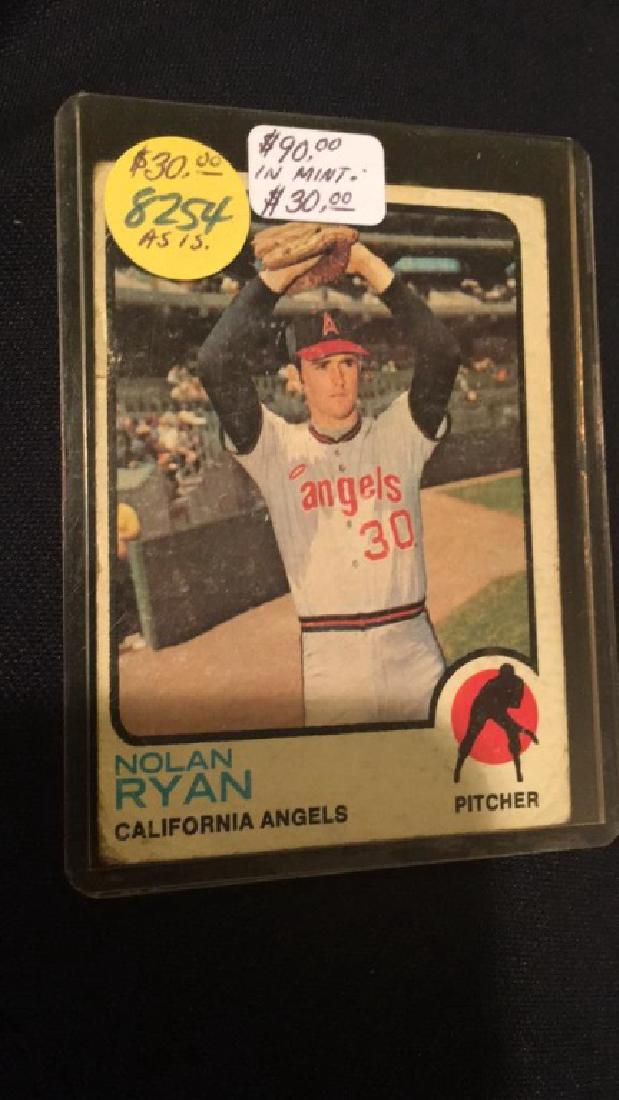 $30.00
8254
AS IS.
$90.00
IN MINT.
$30.00
A
angels
30
NOLAN
RYAN
CALIFORNIA ANGELS
PITCHER